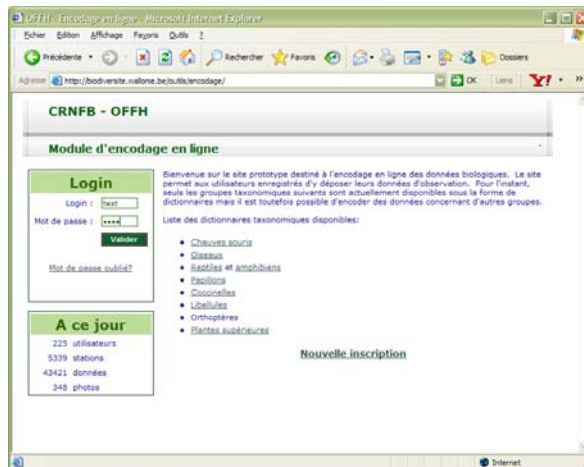 OFFH - Encodage en ligne - Microsoft Internet Explorer
Fichier Edition Affichage Favoris Outils ?
Précédente Rechercher Favoris Dossiers
Adresse http://biodiversite.wallonie.be/outils/encodage/ OK Liens Y! »
CRNFB - OFFH
Module d'encodage en ligne
Login
Login : test
Mot de passe : ••••
Valider
Mot de passe oublié?
A ce jour
225 utilisateurs
5339 stations
43421 données
348 photos
Bienvenue sur le site prototype destiné à l'encodage en ligne des données biologiques. Le site
permet aux utilisateurs enregistrés d'y déposer leurs données d'observation. Pour l'instant,
seuls les groupes taxonomiques suivants sont actuellement disponibles sous la forme de
dictionnaires mais il est toutefois possible d'encoder des données concernant d'autres groupes.
Liste des dictionnaires taxonomiques disponibles:
• Chauves souris
• Oiseaux
• Reptiles et amphibiens
• Papillons
• Coccinelles
• Libellules
• Orthoptères
• Plantes supérieures
Nouvelle inscription
Internet